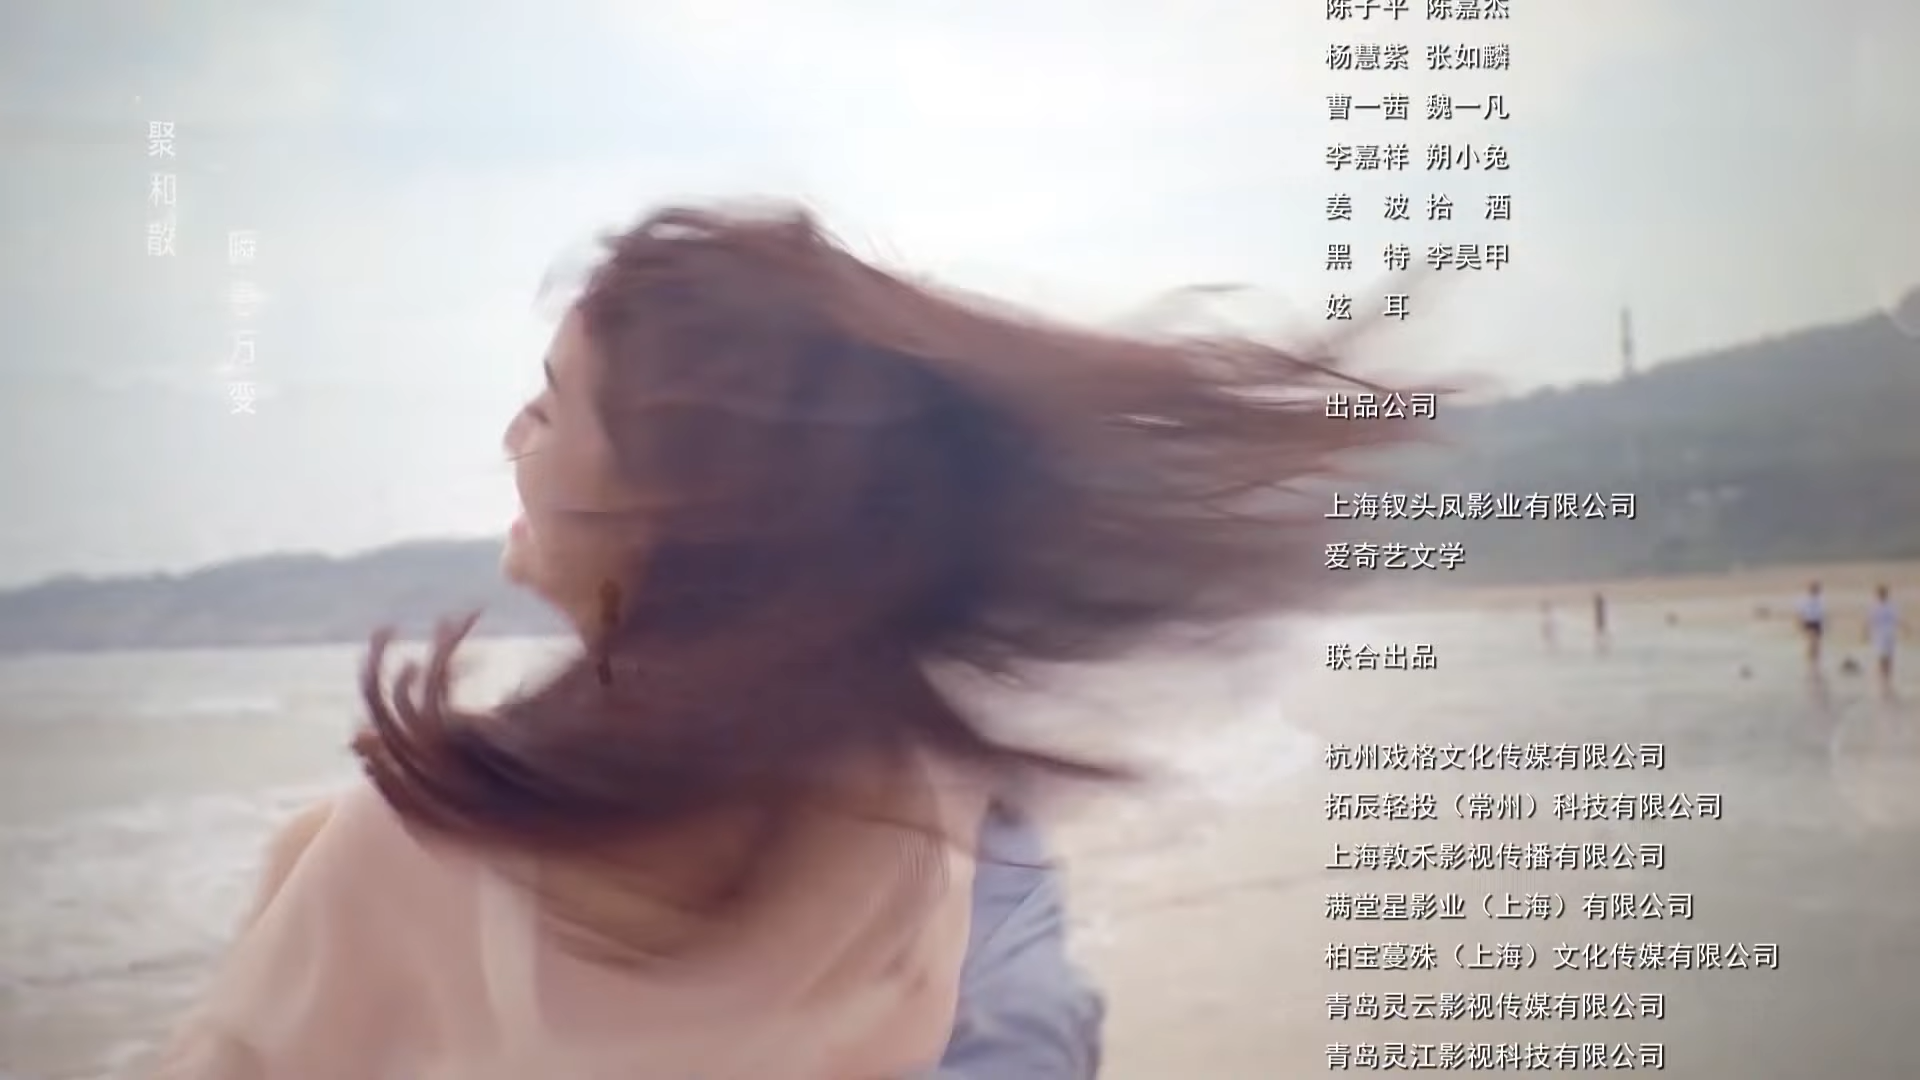 聚和散
瞬息万变
陈子平 陈嘉杰
杨慧紫 张如麟
曹一茜 魏一凡
李嘉祥 朔小兔
姜 波 拾 酒
黑 特 李昊甲
妶 耳
出品公司
上海钗头凤影业有限公司
爱奇艺文学
联合出品
杭州戏格文化传媒有限公司
拓辰轻投（常州）科技有限公司
上海敦禾影视传播有限公司
满堂星影业（上海）有限公司
柏宝蔓殊（上海）文化传媒有限公司
青岛灵云影视传媒有限公司
青岛灵江影视科技有限公司